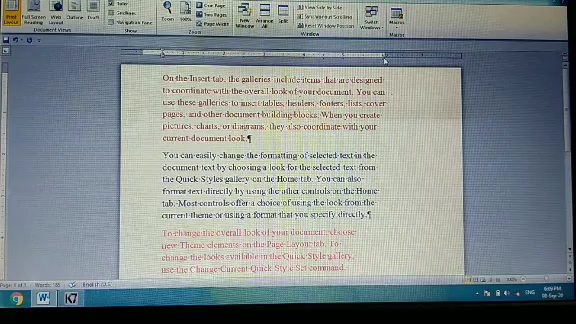 Print Layout
Full Screen Reading
Web Layout
Outline
Draft
Document Views
Ruler
Gridlines
Navigation Pane
Show
Zoom
100%
One Page
Two Pages
Page Width
Zoom
New Window
Arrange All
Split
View Side by Side
Synchronous Scrolling
Reset Window Position
Window
Switch Windows
Macros
Macros
On the Insert tab, the galleries include items that are designed
to coordinate with the overall look of your document. You can
use these galleries to insert tables, headers, footers, lists, cover
pages, and other document building blocks. When you create
pictures, charts, or diagrams, they also coordinate with your
current document look.¶
You can easily change the formatting of selected text in the
document text by choosing a look for the selected text from
the Quick Styles gallery on the Home tab. You can also
format text directly by using the other controls on the Home
tab. Most controls offer a choice of using the look from the
current theme or using a format that you specify directly.¶
To change the overall look of your document, choose
new Theme elements on the Page Layout tab. To
change the looks available in the Quick Style gallery,
use the Change Current Quick Style Set command.
ENG